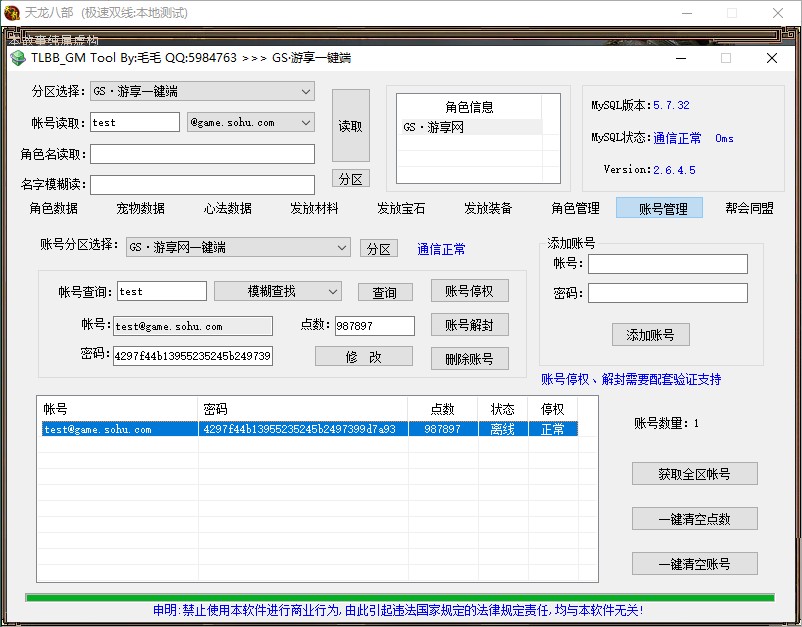 天龙八部 (极速双线:本地测试)
本故事纯属虚构
TLBB_GM Tool By:毛毛 QQ:5984763 >>> GS·游享一键端
分区选择: GS·游享一键端
帐号读取: test @game.sohu.com 读取
角色名读取:
名字模糊读: 分区
角色信息
GS·游享网
MySQL版本:5.7.32
MySQL状态:通信正常 0ms
Version:2.6.4.5
角色数据 宠物数据 心法数据 发放材料 发放宝石 发放装备 角色管理 账号管理 帮会同盟
账号分区选择: GS·游享网一键端 分区 通信正常
帐号查询: test 模糊查找 查询 账号停权
帐号: test@game.sohu.com 点数: 987897 账号解封
密码: 4297f44b13955235245b249739 修 改 删除账号
添加账号
帐号:
密码:
添加账号
账号停权、解封需要配套验证支持
帐号 密码 点数 状态 停权
test@game.sohu.com 4297f44b13955235245b2497399d7a93 987897 离线 正常
账号数量: 1
获取全区帐号
一键清空点数
一键清空账号
申明:禁止使用本软件进行商业行为,由此引起违法国家规定的法律规定责任,均与本软件无关!